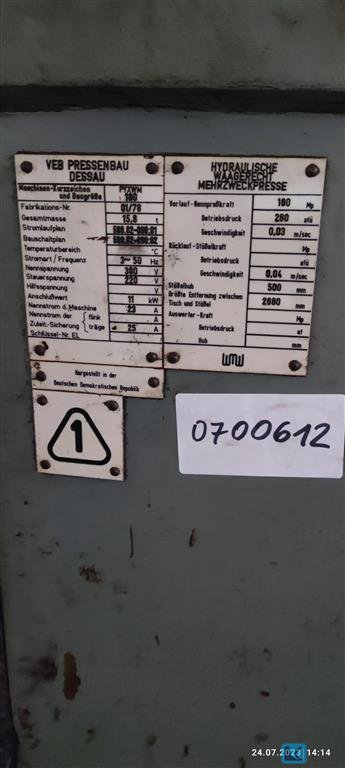 VEB PRESSENBAU
DESSAU
Maschinen-Kurzzeichen PYXWM
und Baugröße 160
Fabrikations-Nr. 01/76
Gesamtmasse 15,8 t
Stromlaufplan
Bauschaltplan
Temperaturbereich °C
Stromart / Frequenz 3~ 50 Hz
Nennspannung 380 V
Steuerspannung 220 V
Hilfsspannung V
Anschlußwert 11 kW
Nennstrom d. Maschine 23 A
Nennstrom der flink A
Zuleit.-Sicherung träge 25 A
Schlüssel-Nr. EL
HYDRAULISCHE
WAAGERECHT
MEHRZWECKPRESSE
Vorlauf-Nennpreßkraft 160 Mp
Betriebsdruck 260 atü
Geschwindigkeit 0,03 m/sec
Rücklauf-Stößelkraft Mp
Betriebsdruck atü
Geschwindigkeit 0,04 m/sec
Stößelhub 500 mm
Größte Entfernung zwischen
Tisch und Stößel 2680 mm
Auswerfer-Kraft Mp
Betriebsdruck at
Hub mm
WMW
Hergestellt in der
Deutschen Demokratischen Republik
1
0700612
24.07.2023 14:14